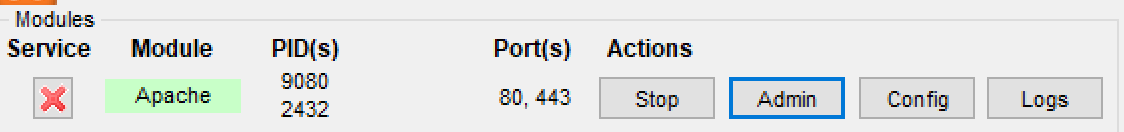 Modules
Service Module PID(s) Port(s) Actions
Apache 9080 2432 80, 443 Stop Admin Config Logs